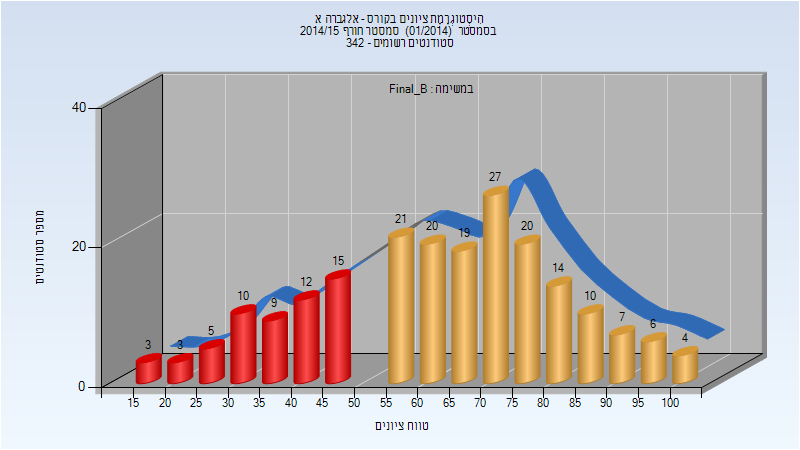 היסטוגרמת ציונים בקורס - אלגברה א
בסמסטר (01/2014) סמסטר חורף 2014/15
סטודנטים רשומים - 342
במשימה : Final_B
מספר סטודנטים
40
20
0
3
3
5
10
9
12
15
21
20
19
27
20
14
10
7
6
4
15 20 25 30 35 40 45 50 55 60 65 70 75 80 85 90 95 100
טווח ציונים